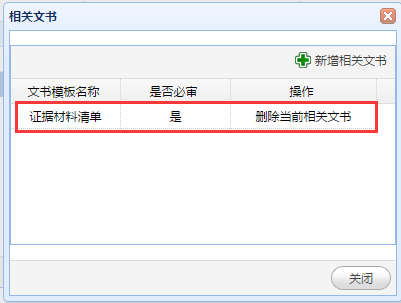 相关文书
新增相关文书
文书模板名称 是否必审 操作
证据材料清单 是 删除当前相关文书
关闭